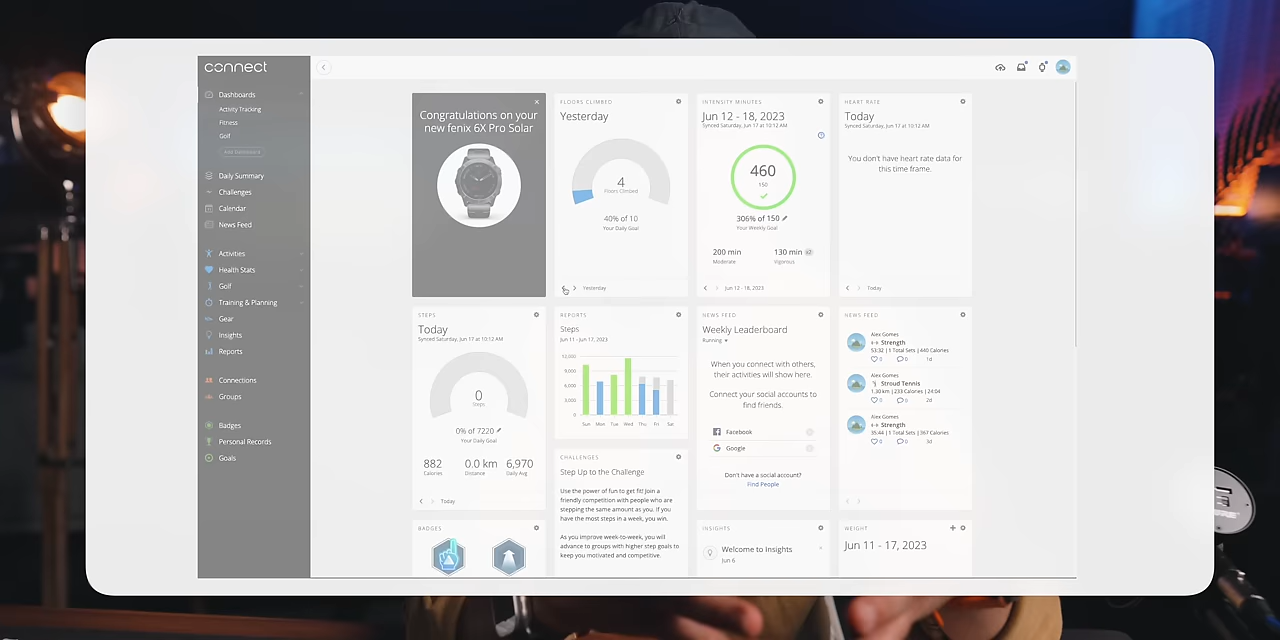 connect
Dashboards
Activity Tracking
Fitness
Golf
Add Dashboard
Daily Summary
Challenges
Calendar
News Feed
Activities
Health Stats
Golf
Training & Planning
Gear
Insights
Reports
Connections
Groups
Badges
Personal Records
Goals
Congratulations on your
new fenix 6X Pro Solar
FLOORS CLIMBED
Yesterday
4
Floors Climbed
40% of 10
Your Daily Goal
Yesterday
INTENSITY MINUTES
Jun 12 - 18, 2023
Synced Saturday, Jun 17 at 10:12 AM
460
150
306% of 150
Your Weekly Goal
200 min
Moderate
130 min x2
Vigorous
Jun 12 - 18, 2023
HEART RATE
Today
Synced Saturday, Jun 17 at 10:12 AM
You don't have heart rate data for
this time frame.
Today
STEPS
Today
Synced Saturday, Jun 17 at 10:12 AM
0
Steps
0% of 7220
Your Daily Goal
882
Calories
0.0 km
Distance
6,970
Daily Avg
Today
REPORTS
Steps
Jun 11 - Jun 17, 2023
12,000
9,000
6,000
3,000
0
Sun Mon Tue Wed Thu Fri Sat
CHALLENGES
Step Up to the Challenge
Use the power of fun to get fit! Join a
friendly competition with people who are
stepping the same amount as you. If you
have the most steps in a week, you win.
As you improve week-to-week, you will
advance to groups with higher step goals to
keep you motivated and competitive.
NEWS FEED
Weekly Leaderboard
Running
When you connect with others,
their activities will show here.
Connect your social accounts to
find friends.
Facebook
Google
Don't have a social account?
Find People
NEWS FEED
Alex Gomes
Strength
53:32 | 1 Total Sets | 440 Calories
0 0 1d
Alex Gomes
Stroud Tennis
1.30 km | 233 Calories | 24:04
0 0 2d
Alex Gomes
Strength
35:44 | 1 Total Sets | 367 Calories
0 0 3d
BADGES
INSIGHTS
Welcome to Insights
Jun 6
WEIGHT
Jun 11 - 17, 2023